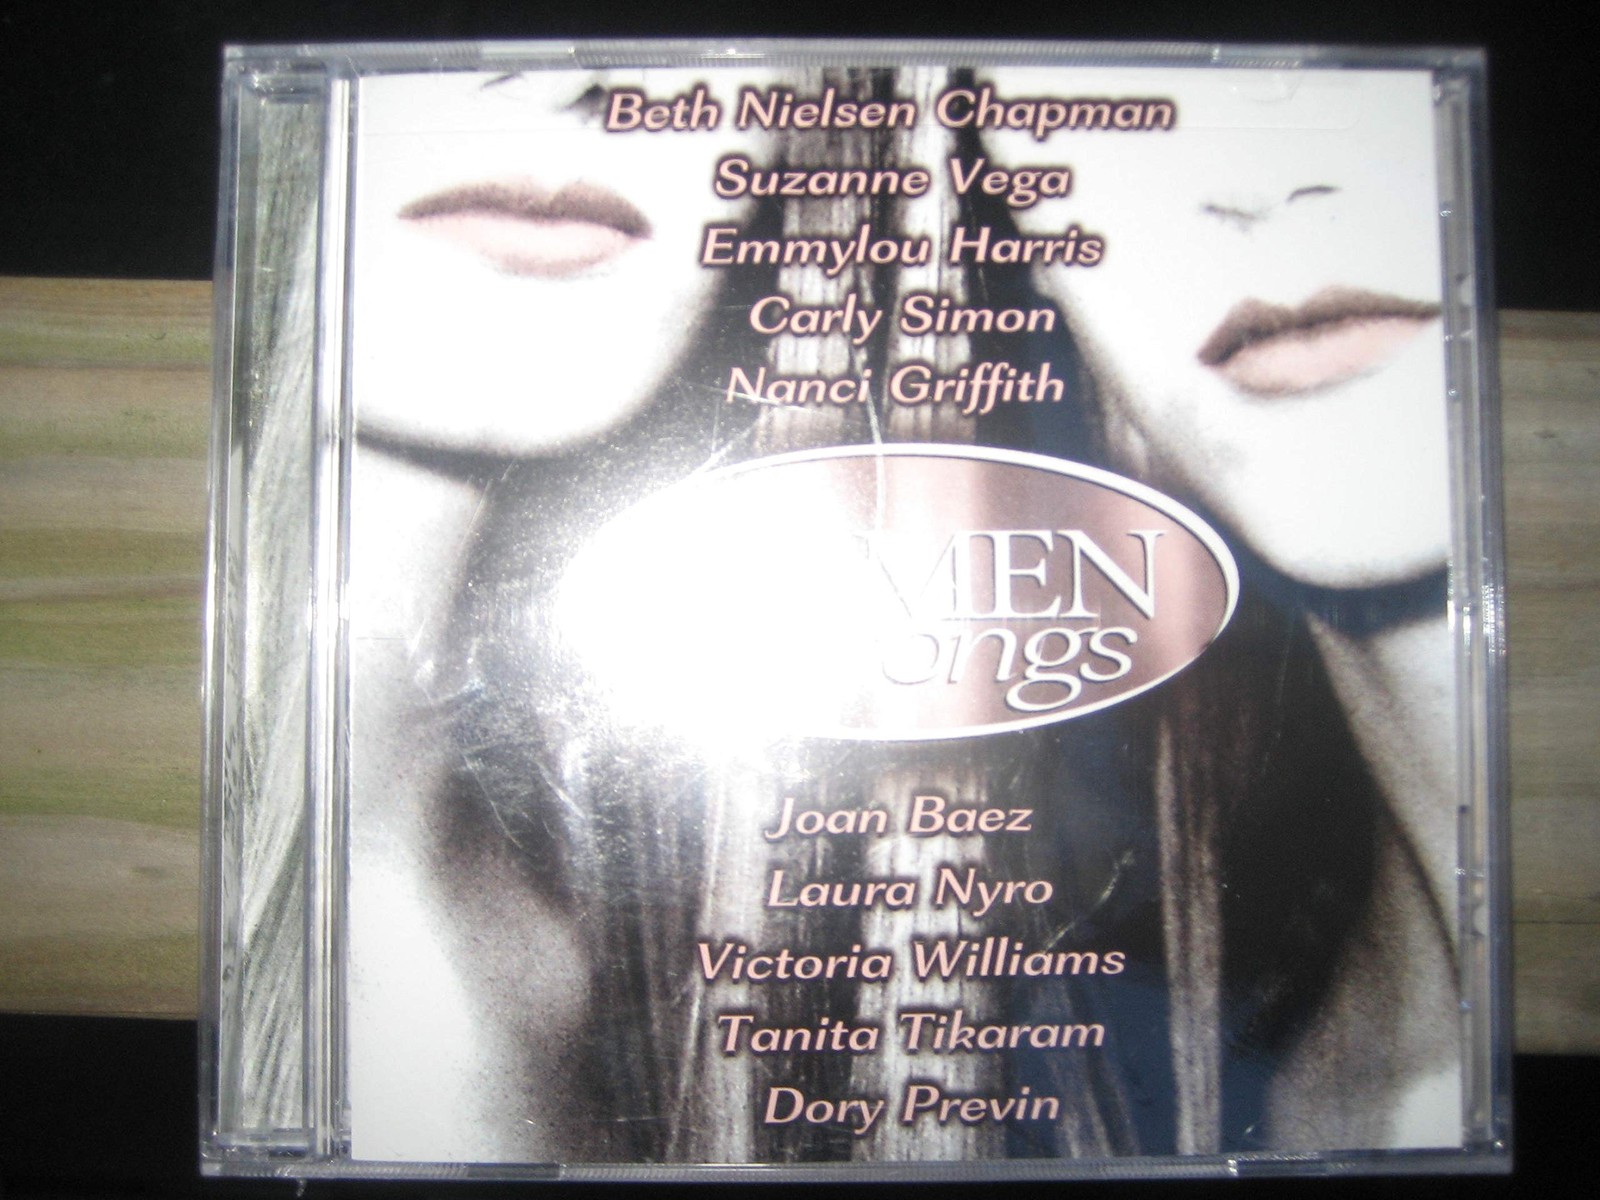 Beth Nielsen Chapman
Suzanne Vega
Emmylou Harris
Carly Simon
Nanci Griffith
Joan Baez
Laura Nyro
Victoria Williams
Tanita Tikaram
Dory Previn